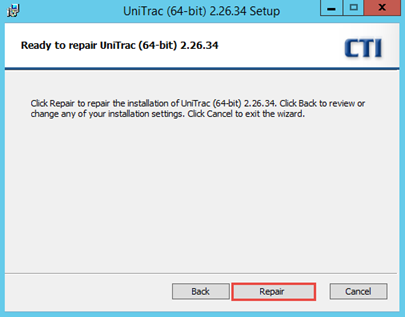 UniTrac (64-bit) 2.26.34 Setup
Ready to repair UniTrac (64-bit) 2.26.34
CTI
Click Repair to repair the installation of UniTrac (64-bit) 2.26.34. Click Back to review or
change any of your installation settings. Click Cancel to exit the wizard.
Back Repair Cancel